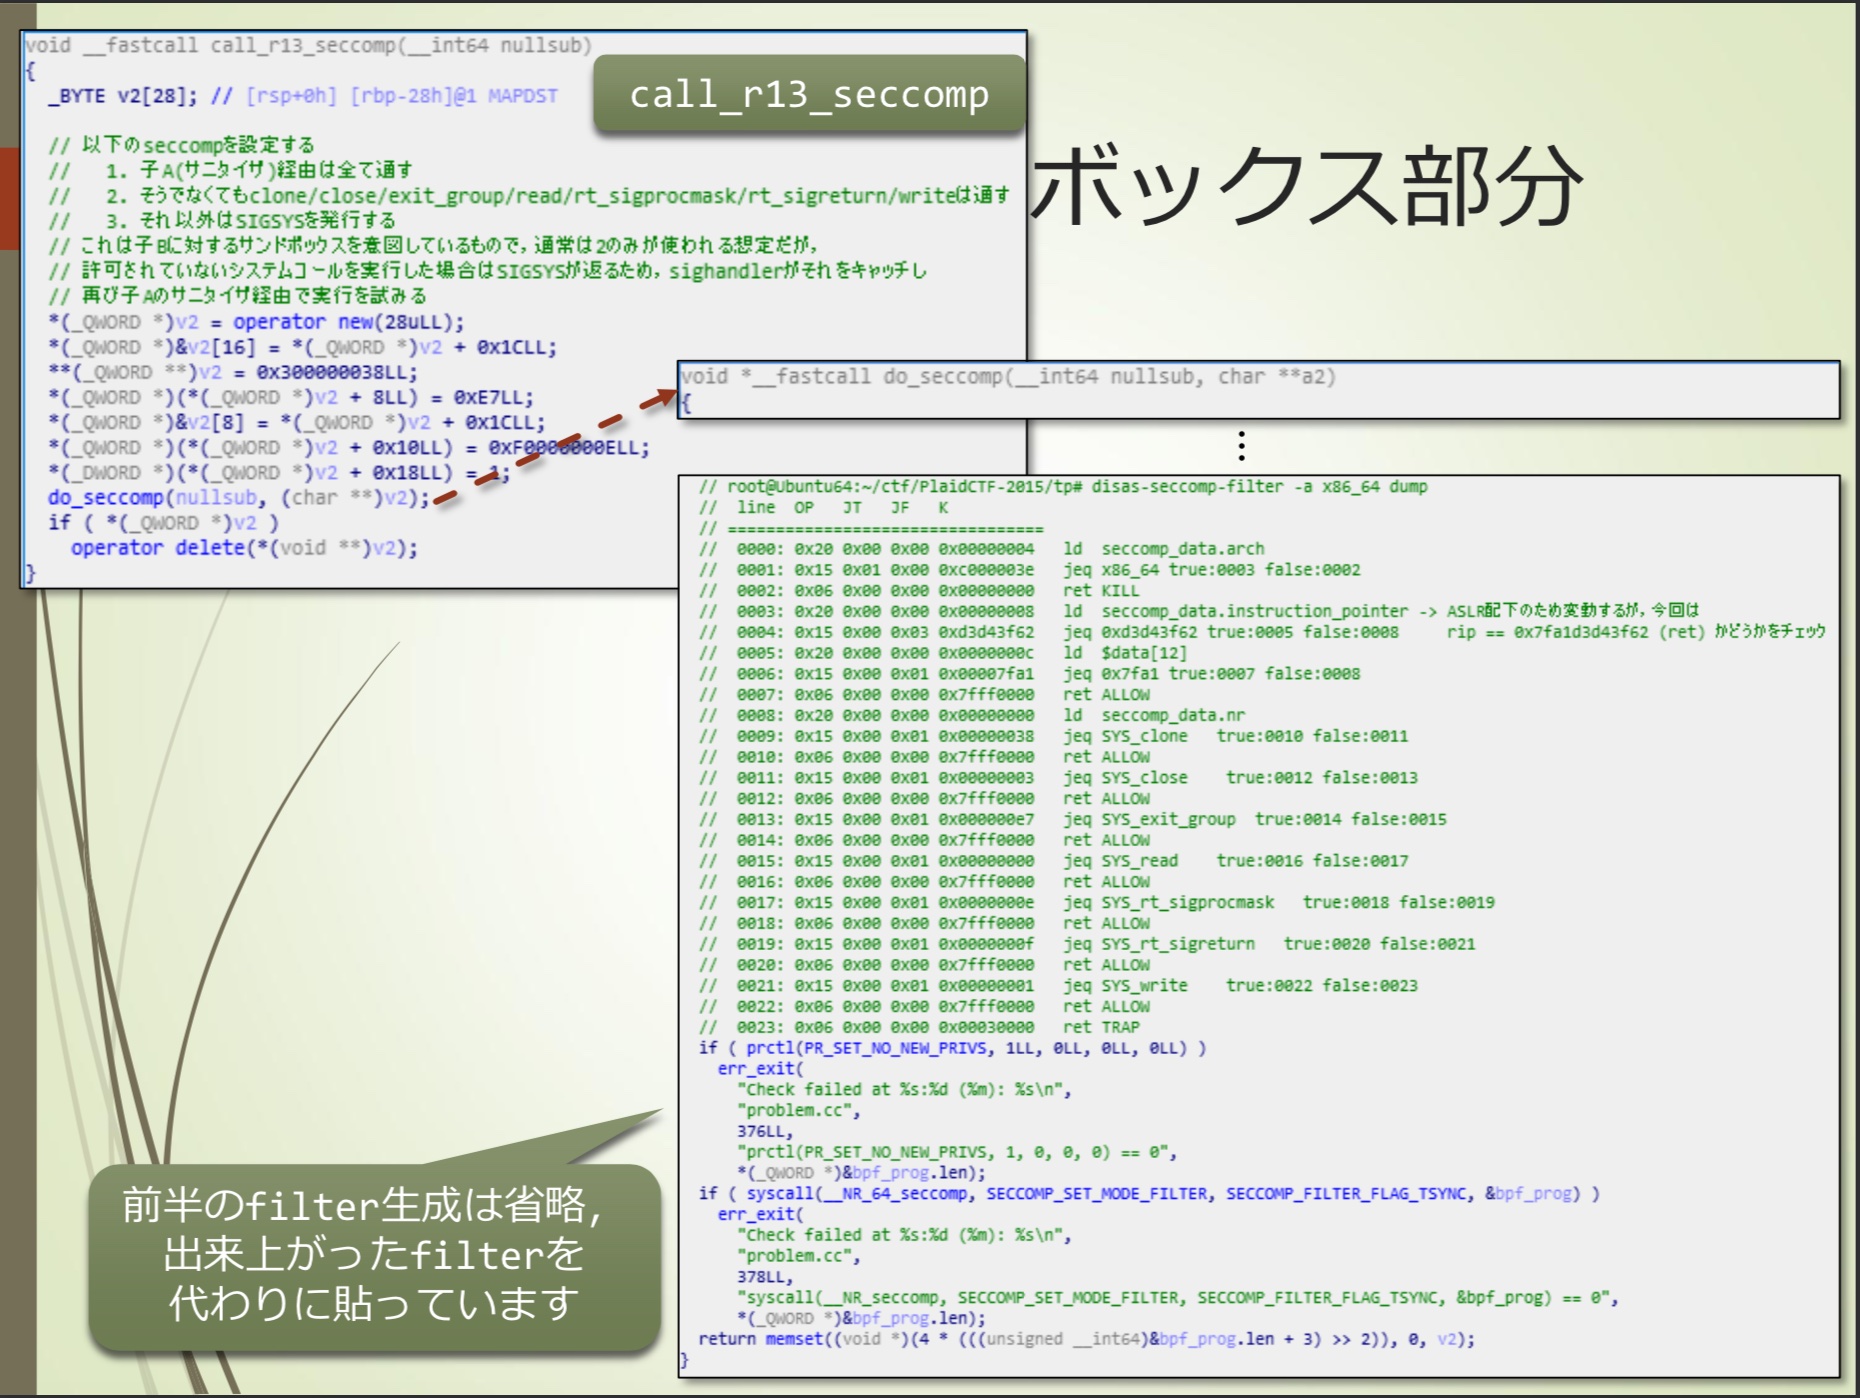 void __fastcall call_r13_seccomp(__int64 nullsub)
{
  _BYTE v2[28]; // [rsp+0h] [rbp-28h]@1 MAPDST
call_r13_seccomp
  // 以下のseccompを設定する
  //   1. 子A(サニタイザ)経由は全て通す
  //   2. そうでなくてもclone/close/exit_group/read/rt_sigprocmask/rt_sigreturn/writeは通す
  //   3. それ以外はSIGSYSを発行する
  // これは子Bに対するサンドボックスを意図しているもので,通常は2のみが使われる想定だが,
  // 許可されていないシステムコールを実行した場合はSIGSYSが返るため,sighandlerがそれをキャッチし
  // 再び子Aのサニタイザ経由で実行を試みる
  *(_QWORD *)v2 = operator new(28uLL);
  *(_QWORD *)&v2[16] = *(_QWORD *)v2 + 0x1CLL;
  **(_QWORD **)v2 = 0x300000038LL;
  *(_QWORD *)(*(_QWORD *)v2 + 8LL) = 0xE7LL;
  *(_QWORD *)&v2[8] = *(_QWORD *)v2 + 0x1CLL;
  *(_QWORD *)(*(_QWORD *)v2 + 0x10LL) = 0xF0000000ELL;
  *(_DWORD *)(*(_QWORD *)v2 + 0x18LL) = 1;
  do_seccomp(nullsub, (char **)v2);
  if ( *(_QWORD *)v2 )
    operator delete(*(void **)v2);
}
ボックス部分
void *__fastcall do_seccomp(__int64 nullsub, char **a2)
{
⋮
  // root@Ubuntu64:~/ctf/PlaidCTF-2015/tp# disas-seccomp-filter -a x86_64 dump
  //  line  OP   JT   JF   K
  // =================================
  //  0000: 0x20 0x00 0x00 0x00000004   ld  seccomp_data.arch
  //  0001: 0x15 0x01 0x00 0xc000003e   jeq x86_64 true:0003 false:0002
  //  0002: 0x06 0x00 0x00 0x00000000   ret KILL
  //  0003: 0x20 0x00 0x00 0x00000008   ld  seccomp_data.instruction_pointer -> ASLR配下のため変動するが,今回は
  //  0004: 0x15 0x00 0x03 0xd3d43f62   jeq 0xd3d43f62 true:0005 false:0008     rip == 0x7fa1d3d43f62 (ret) かどうかをチェック
  //  0005: 0x20 0x00 0x00 0x0000000c   ld  $data[12]
  //  0006: 0x15 0x00 0x01 0x00007fa1   jeq 0x7fa1 true:0007 false:0008
  //  0007: 0x06 0x00 0x00 0x7fff0000   ret ALLOW
  //  0008: 0x20 0x00 0x00 0x00000000   ld  seccomp_data.nr
  //  0009: 0x15 0x00 0x01 0x00000038   jeq SYS_clone   true:0010 false:0011
  //  0010: 0x06 0x00 0x00 0x7fff0000   ret ALLOW
  //  0011: 0x15 0x00 0x01 0x00000003   jeq SYS_close    true:0012 false:0013
  //  0012: 0x06 0x00 0x00 0x7fff0000   ret ALLOW
  //  0013: 0x15 0x00 0x01 0x000000e7   jeq SYS_exit_group  true:0014 false:0015
  //  0014: 0x06 0x00 0x00 0x7fff0000   ret ALLOW
  //  0015: 0x15 0x00 0x01 0x00000000   jeq SYS_read    true:0016 false:0017
  //  0016: 0x06 0x00 0x00 0x7fff0000   ret ALLOW
  //  0017: 0x15 0x00 0x01 0x0000000e   jeq SYS_rt_sigprocmask   true:0018 false:0019
  //  0018: 0x06 0x00 0x00 0x7fff0000   ret ALLOW
  //  0019: 0x15 0x00 0x01 0x0000000f   jeq SYS_rt_sigreturn   true:0020 false:0021
  //  0020: 0x06 0x00 0x00 0x7fff0000   ret ALLOW
  //  0021: 0x15 0x00 0x01 0x00000001   jeq SYS_write    true:0022 false:0023
  //  0022: 0x06 0x00 0x00 0x7fff0000   ret ALLOW
  //  0023: 0x06 0x00 0x00 0x00030000   ret TRAP
  if ( prctl(PR_SET_NO_NEW_PRIVS, 1LL, 0LL, 0LL, 0LL) )
    err_exit(
      "Check failed at %s:%d (%m): %s\n",
      "problem.cc",
      376LL,
      "prctl(PR_SET_NO_NEW_PRIVS, 1, 0, 0, 0) == 0",
      *(_QWORD *)&bpf_prog.len);
  if ( syscall(__NR_64_seccomp, SECCOMP_SET_MODE_FILTER, SECCOMP_FILTER_FLAG_TSYNC, &bpf_prog) )
    err_exit(
      "Check failed at %s:%d (%m): %s\n",
      "problem.cc",
      378LL,
      "syscall(__NR_seccomp, SECCOMP_SET_MODE_FILTER, SECCOMP_FILTER_FLAG_TSYNC, &bpf_prog) == 0",
      *(_QWORD *)&bpf_prog.len);
  return memset((void *)(4 * (((unsigned __int64)&bpf_prog.len + 3) >> 2)), 0, v2);
}
前半のfilter生成は省略,
出来上がったfilterを
代わりに貼っています